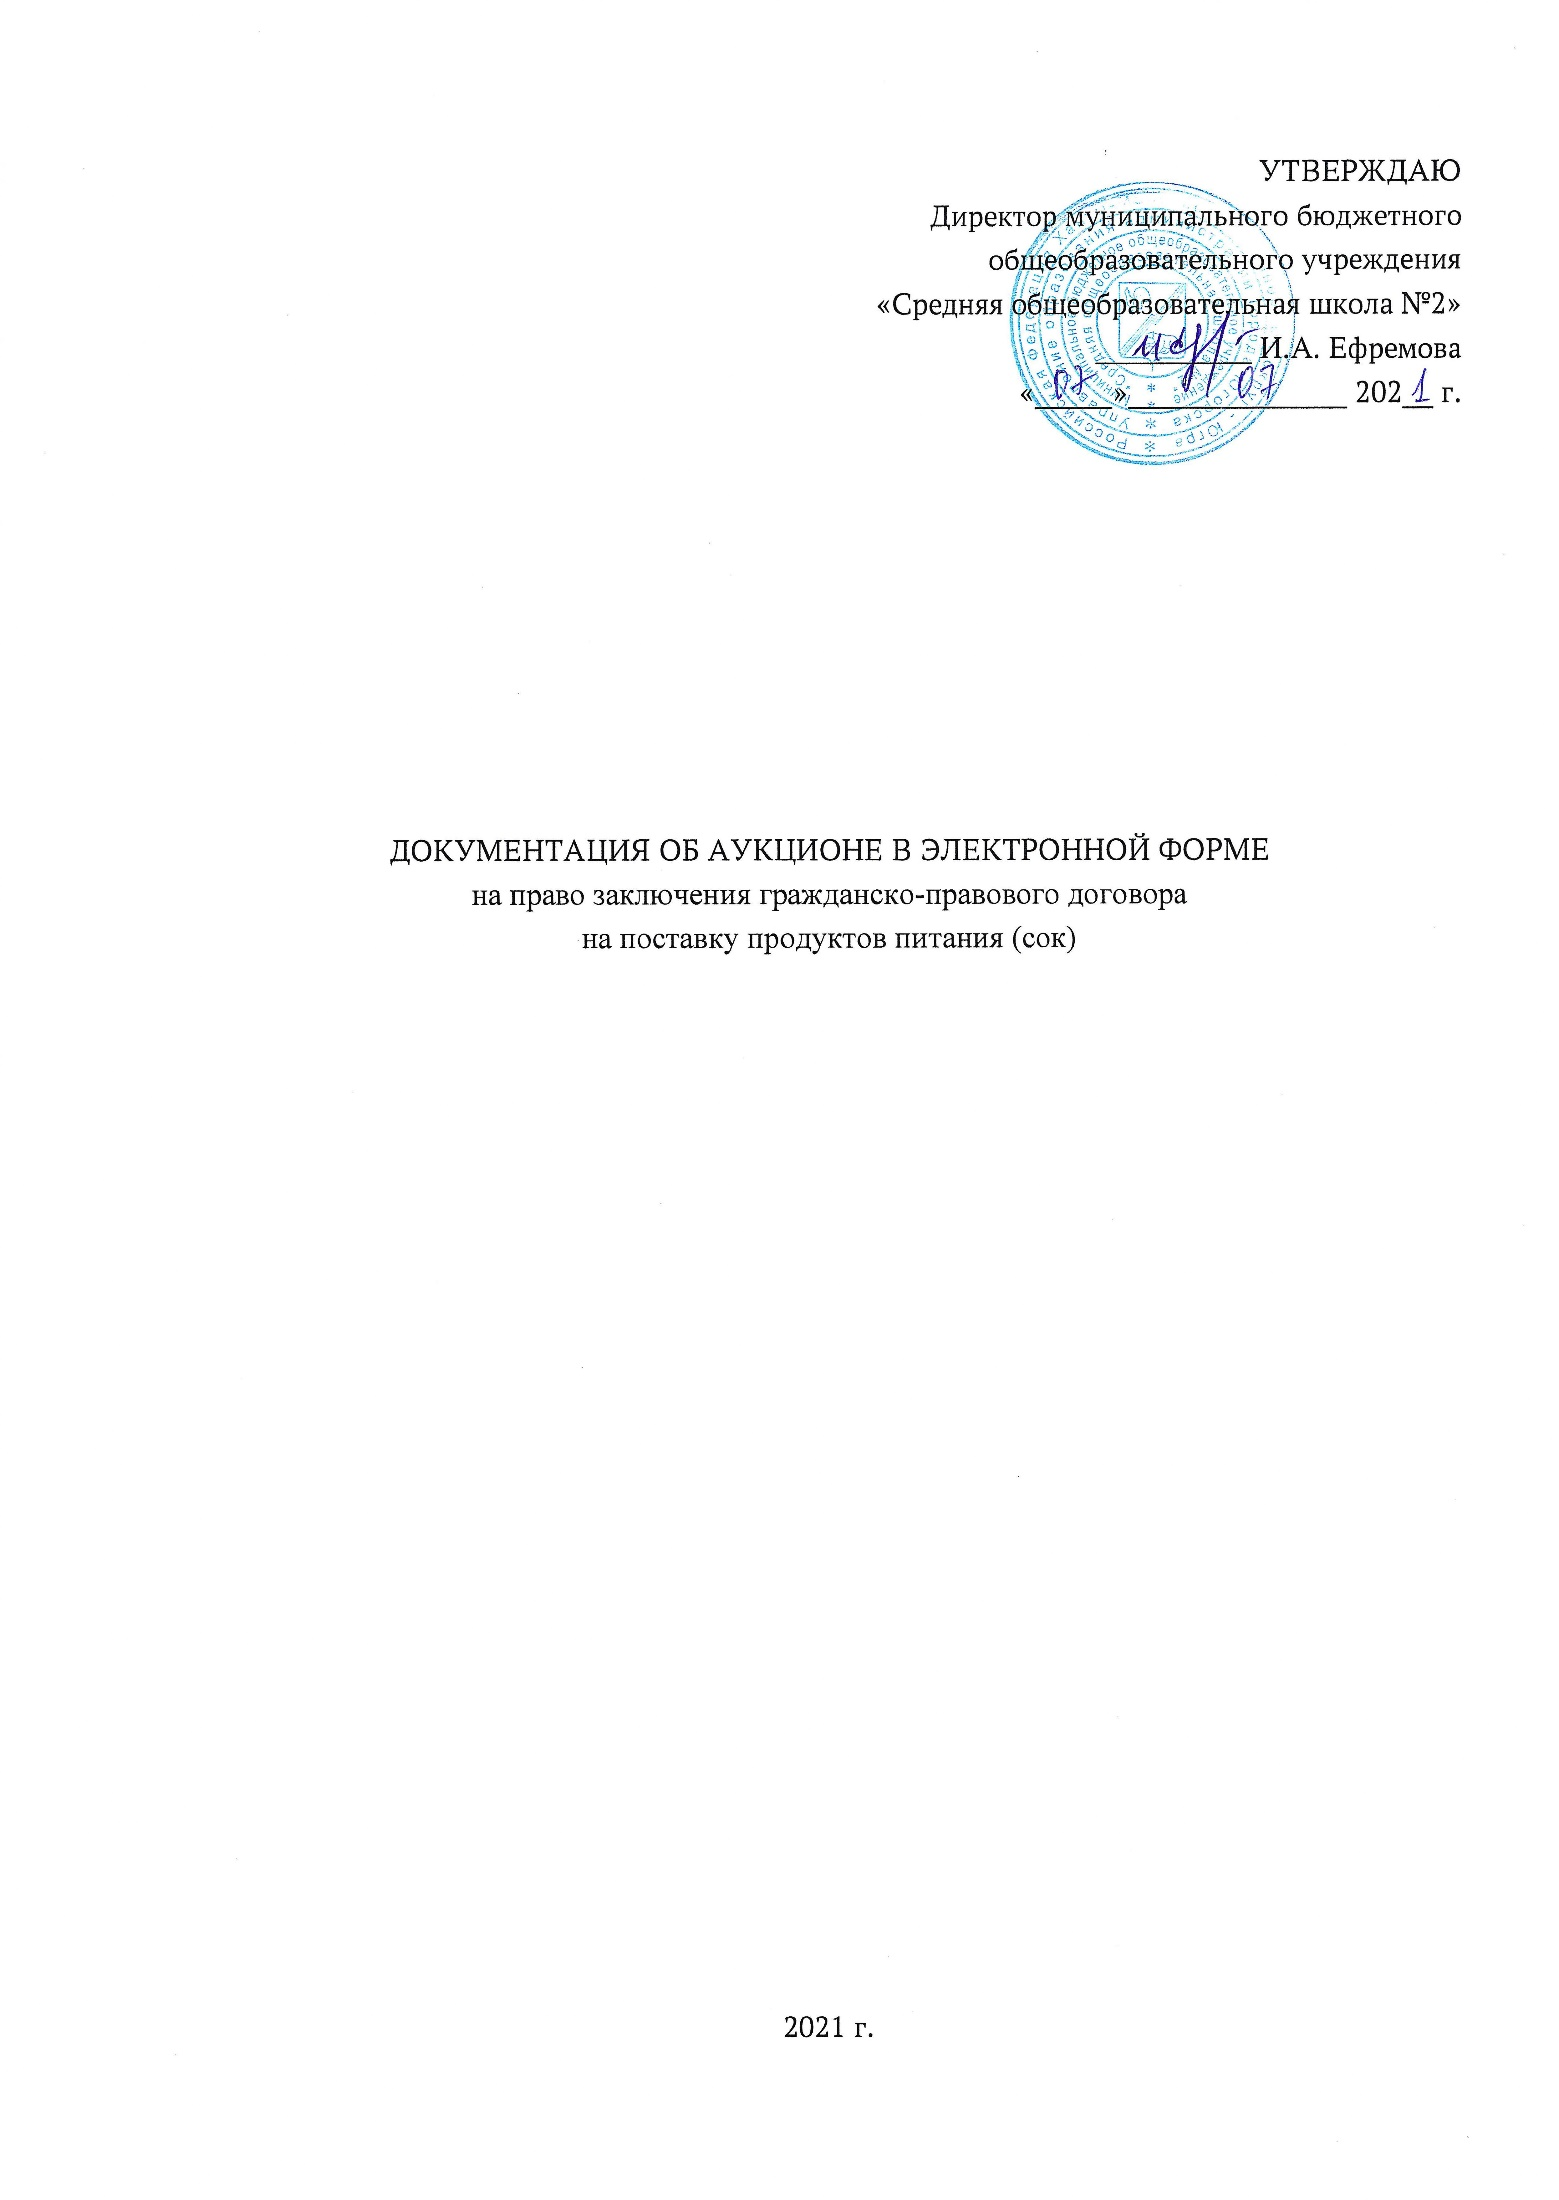 УТВЕРЖДАЮ
Директор муниципального бюджетного
общеобразовательного учреждения
«Средняя общеобразовательная школа №2»
____________ И.А. Ефремова
«07» 07 2021 г.
ДОКУМЕНТАЦИЯ ОБ АУКЦИОНЕ В ЭЛЕКТРОННОЙ ФОРМЕ
на право заключения гражданско-правового договора
на поставку продуктов питания (сок)
2021 г.